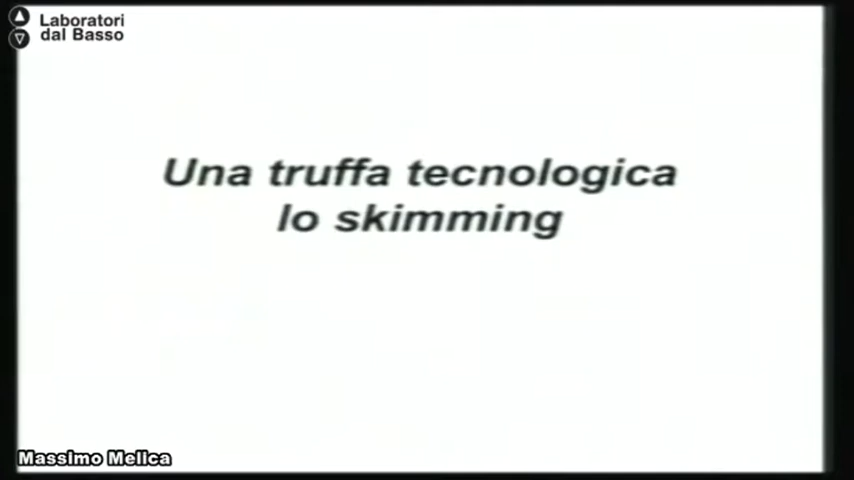 Laboratori
dal Basso
Una truffa tecnologica
lo skimming
Massimo Melica